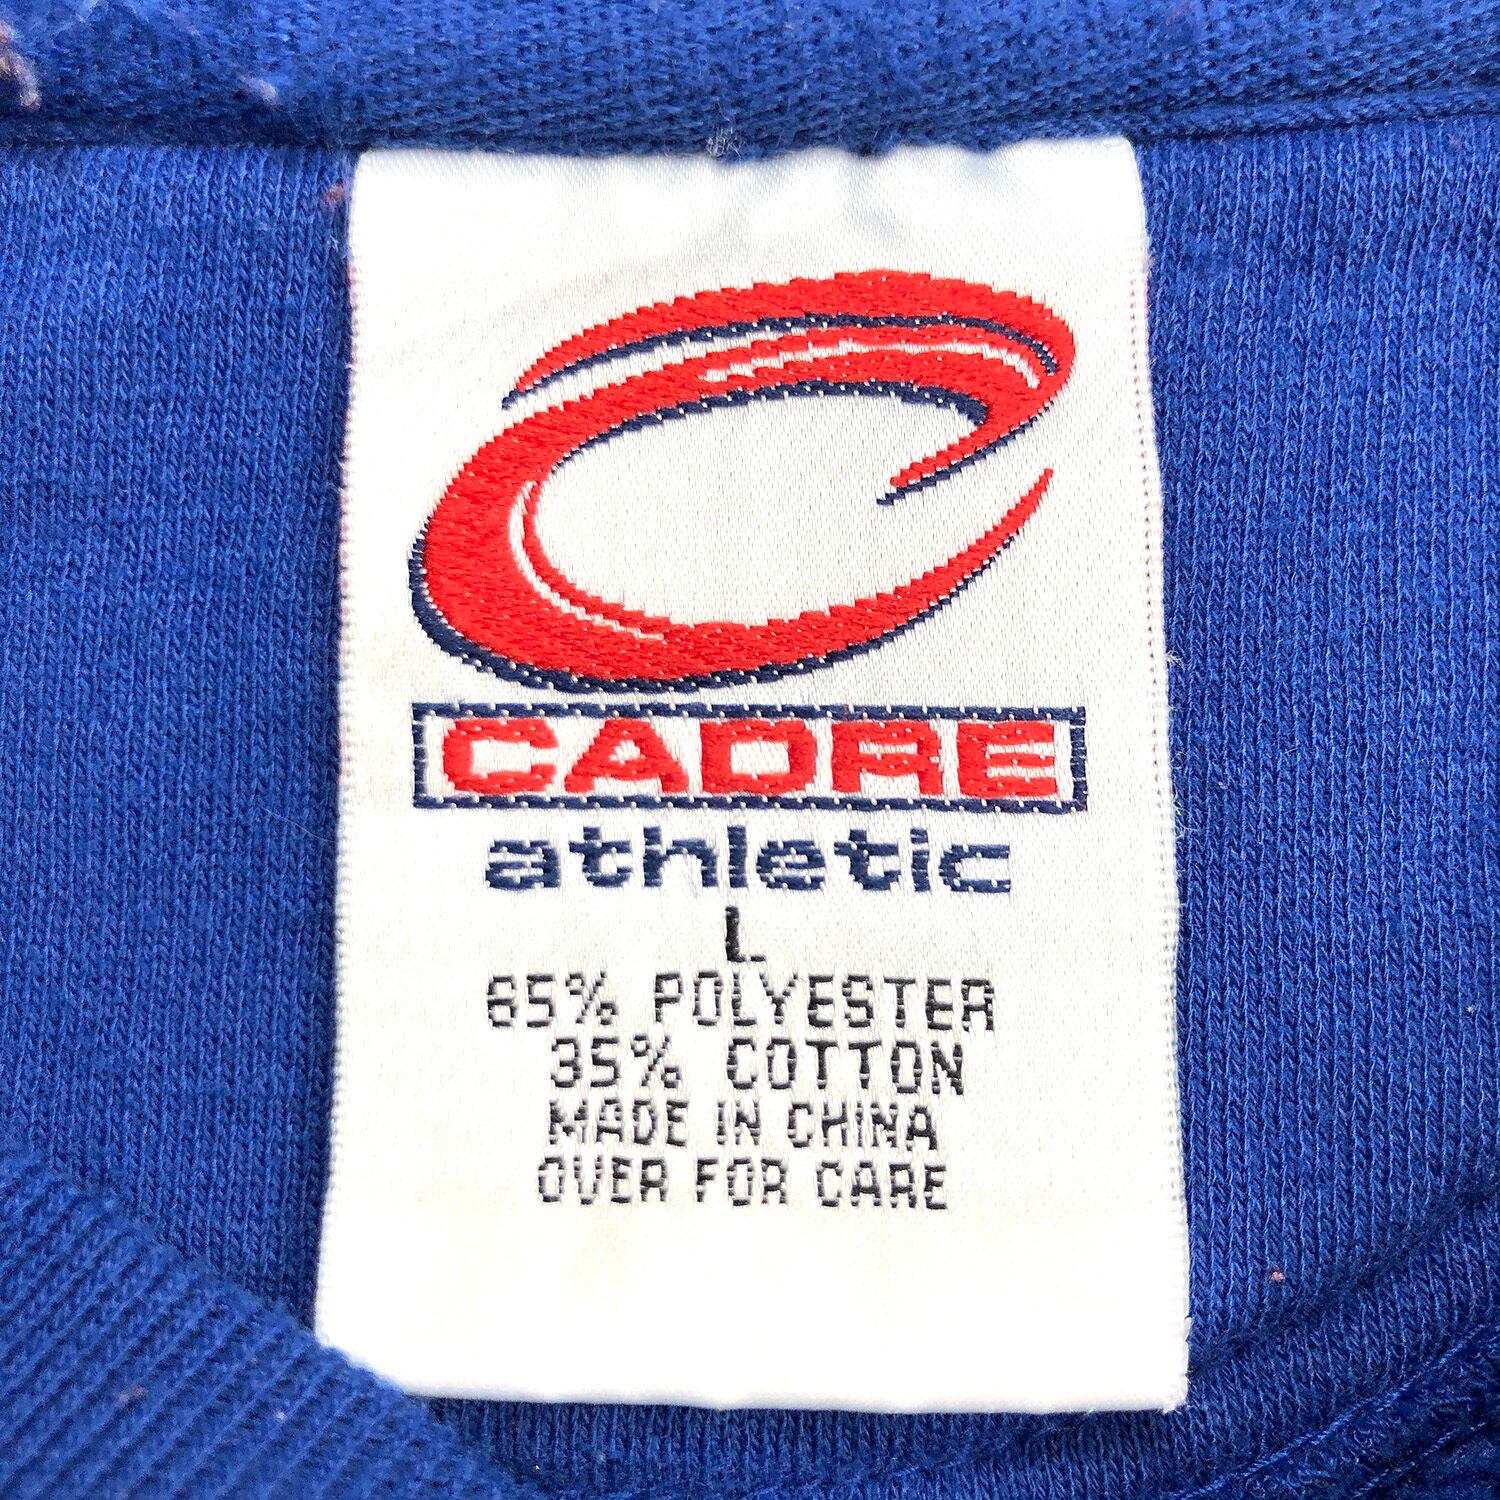 CADRE
athletic
L
65% POLYESTER
35% COTTON
MADE IN CHINA
OVER FOR CARE